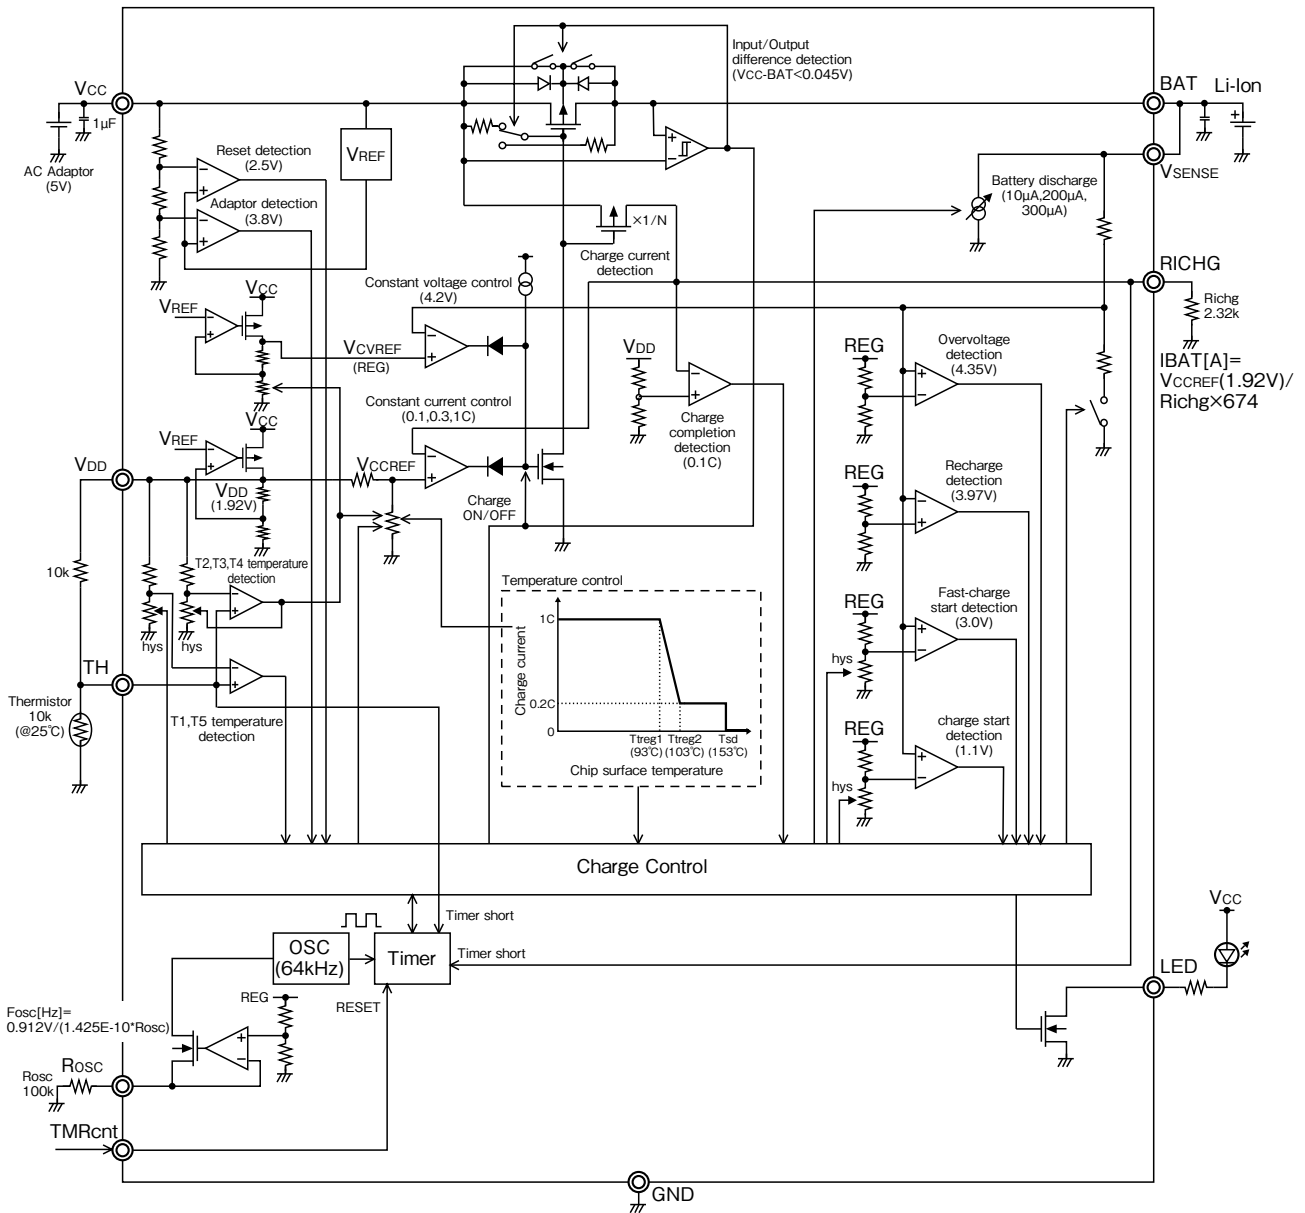 VCC
1μF
AC Adaptor
(5V)
Reset detection
(2.5V)
Adaptor detection
(3.8V)
VREF
Input/Output
difference detection
(VCC-BAT<0.045V)
BAT
Li-Ion
VSENSE
Battery discharge
(10μA,200μA,
300μA)
×1/N
Charge current
detection
RICHG
Richg
2.32k
IBAT[A]=
VCCREF(1.92V)/
Richg×674
VREF
VCC
Constant voltage control
(4.2V)
VCVREF
(REG)
VDD
REG
Overvoltage
detection
(4.35V)
Constant current control
(0.1,0.3,1C)
Charge
completion
detection
(0.1C)
VREF
VCC
VDD
VDD
(1.92V)
VCCREF
Charge
ON/OFF
REG
Recharge
detection
(3.97V)
10k
T2,T3,T4 temperature
detection
hys
hys
TH
Thermistor
10k
(@25℃)
T1,T5 temperature
detection
Temperature control
Charge current
1C
0.2C
0
Ttreg1
(93℃)
Ttreg2
(103℃)
Tsd
(153℃)
Chip surface temperature
REG
hys
Fast-charge
start detection
(3.0V)
REG
hys
charge start
detection
(1.1V)
Charge Control
Timer short
OSC
(64kHz)
Timer
Timer short
RESET
REG
VCC
LED
Fosc[Hz]=
0.912V/(1.425E-10*Rosc)
Rosc
100k
ROSC
TMRcnt
GND